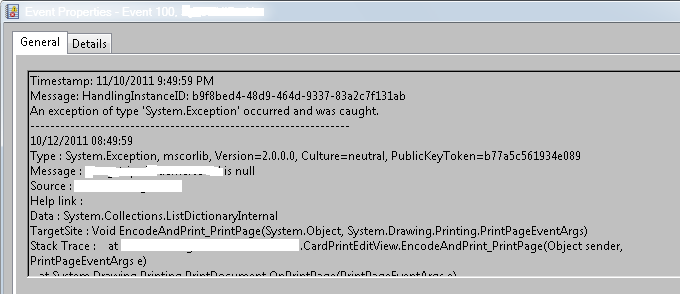 Event Properties - Event 100,
General
Details
Timestamp: 11/10/2011 9:49:59 PM
Message: HandlingInstanceID: b9f8bed4-48d9-464d-9337-83a2c7f131ab
An exception of type 'System.Exception' occurred and was caught.
----------------------------------------------------------------
10/12/2011 08:49:59
Type : System.Exception, mscorlib, Version=2.0.0.0, Culture=neutral, PublicKeyToken=b77a5c561934e089
Message : is null
Source :
Help link :
Data : System.Collections.ListDictionaryInternal
TargetSite : Void EncodeAndPrint_PrintPage(System.Object, System.Drawing.Printing.PrintPageEventArgs)
Stack Trace : at .CardPrintEditView.EncodeAndPrint_PrintPage(Object sender,
PrintPageEventArgs e)
at System.Drawing.Printing.PrintDocument.OnPrintPage(PrintPageEventArgs e)